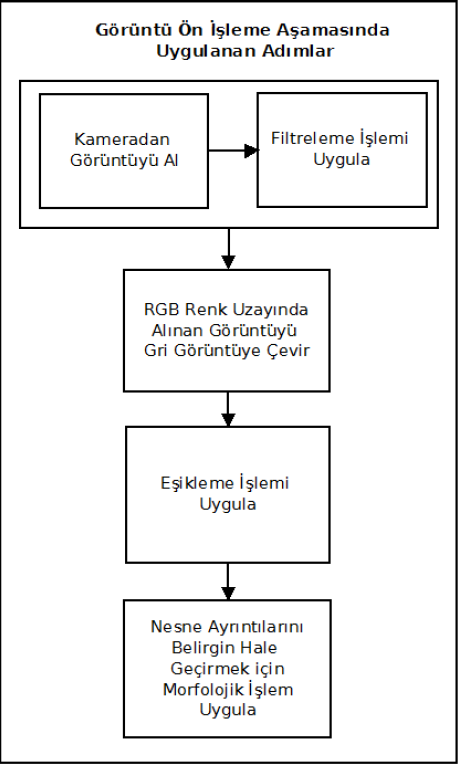 Görüntü Ön İşleme Aşamasında
Uygulanan Adımlar
Kameradan
Görüntüyü Al
Filtreleme İşlemi
Uygula
RGB Renk Uzayında
Alınan Görüntüyü
Gri Görüntüye Çevir
Eşikleme İşlemi
Uygula
Nesne Ayrıntılarını
Belirgin Hale
Geçirmek için
Morfolojik İşlem
Uygula